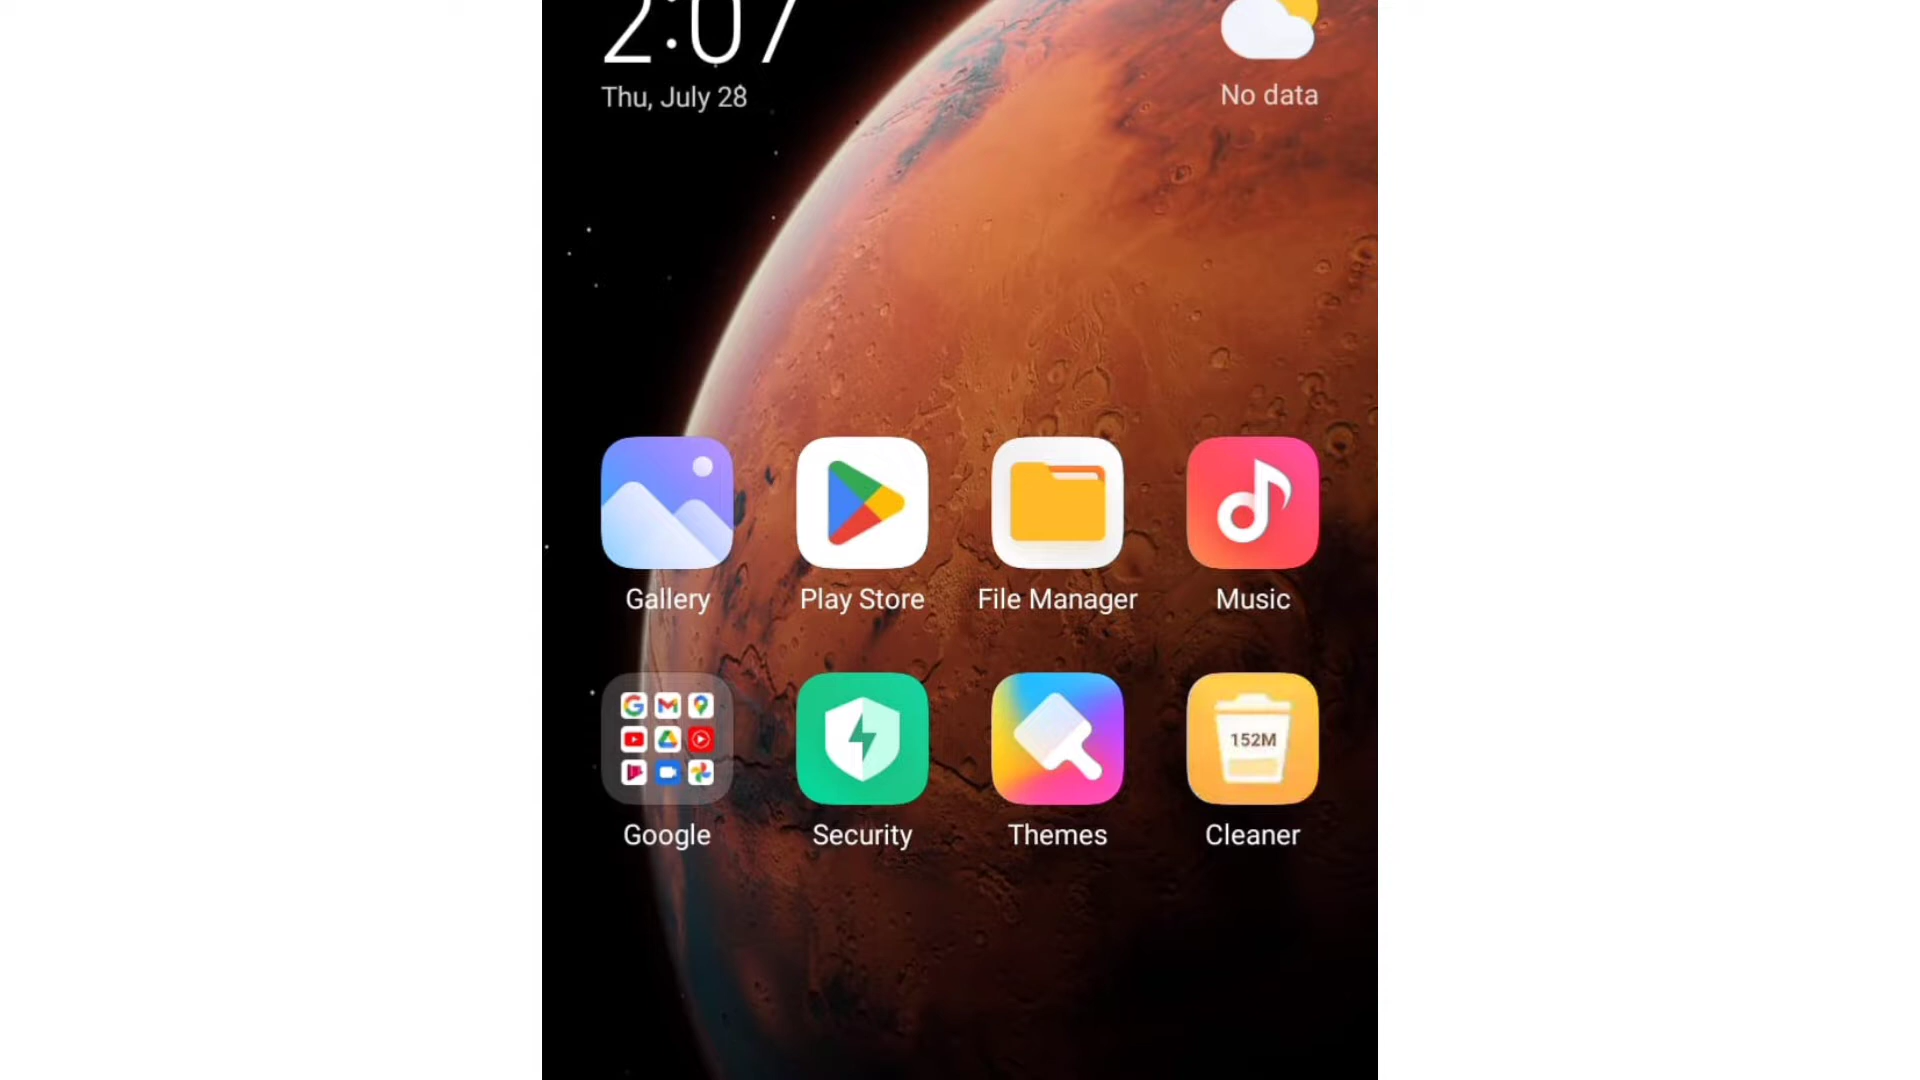 2:07
Thu, July 28
No data
Gallery
Play Store
File Manager
Music
152M
Google
Security
Themes
Cleaner